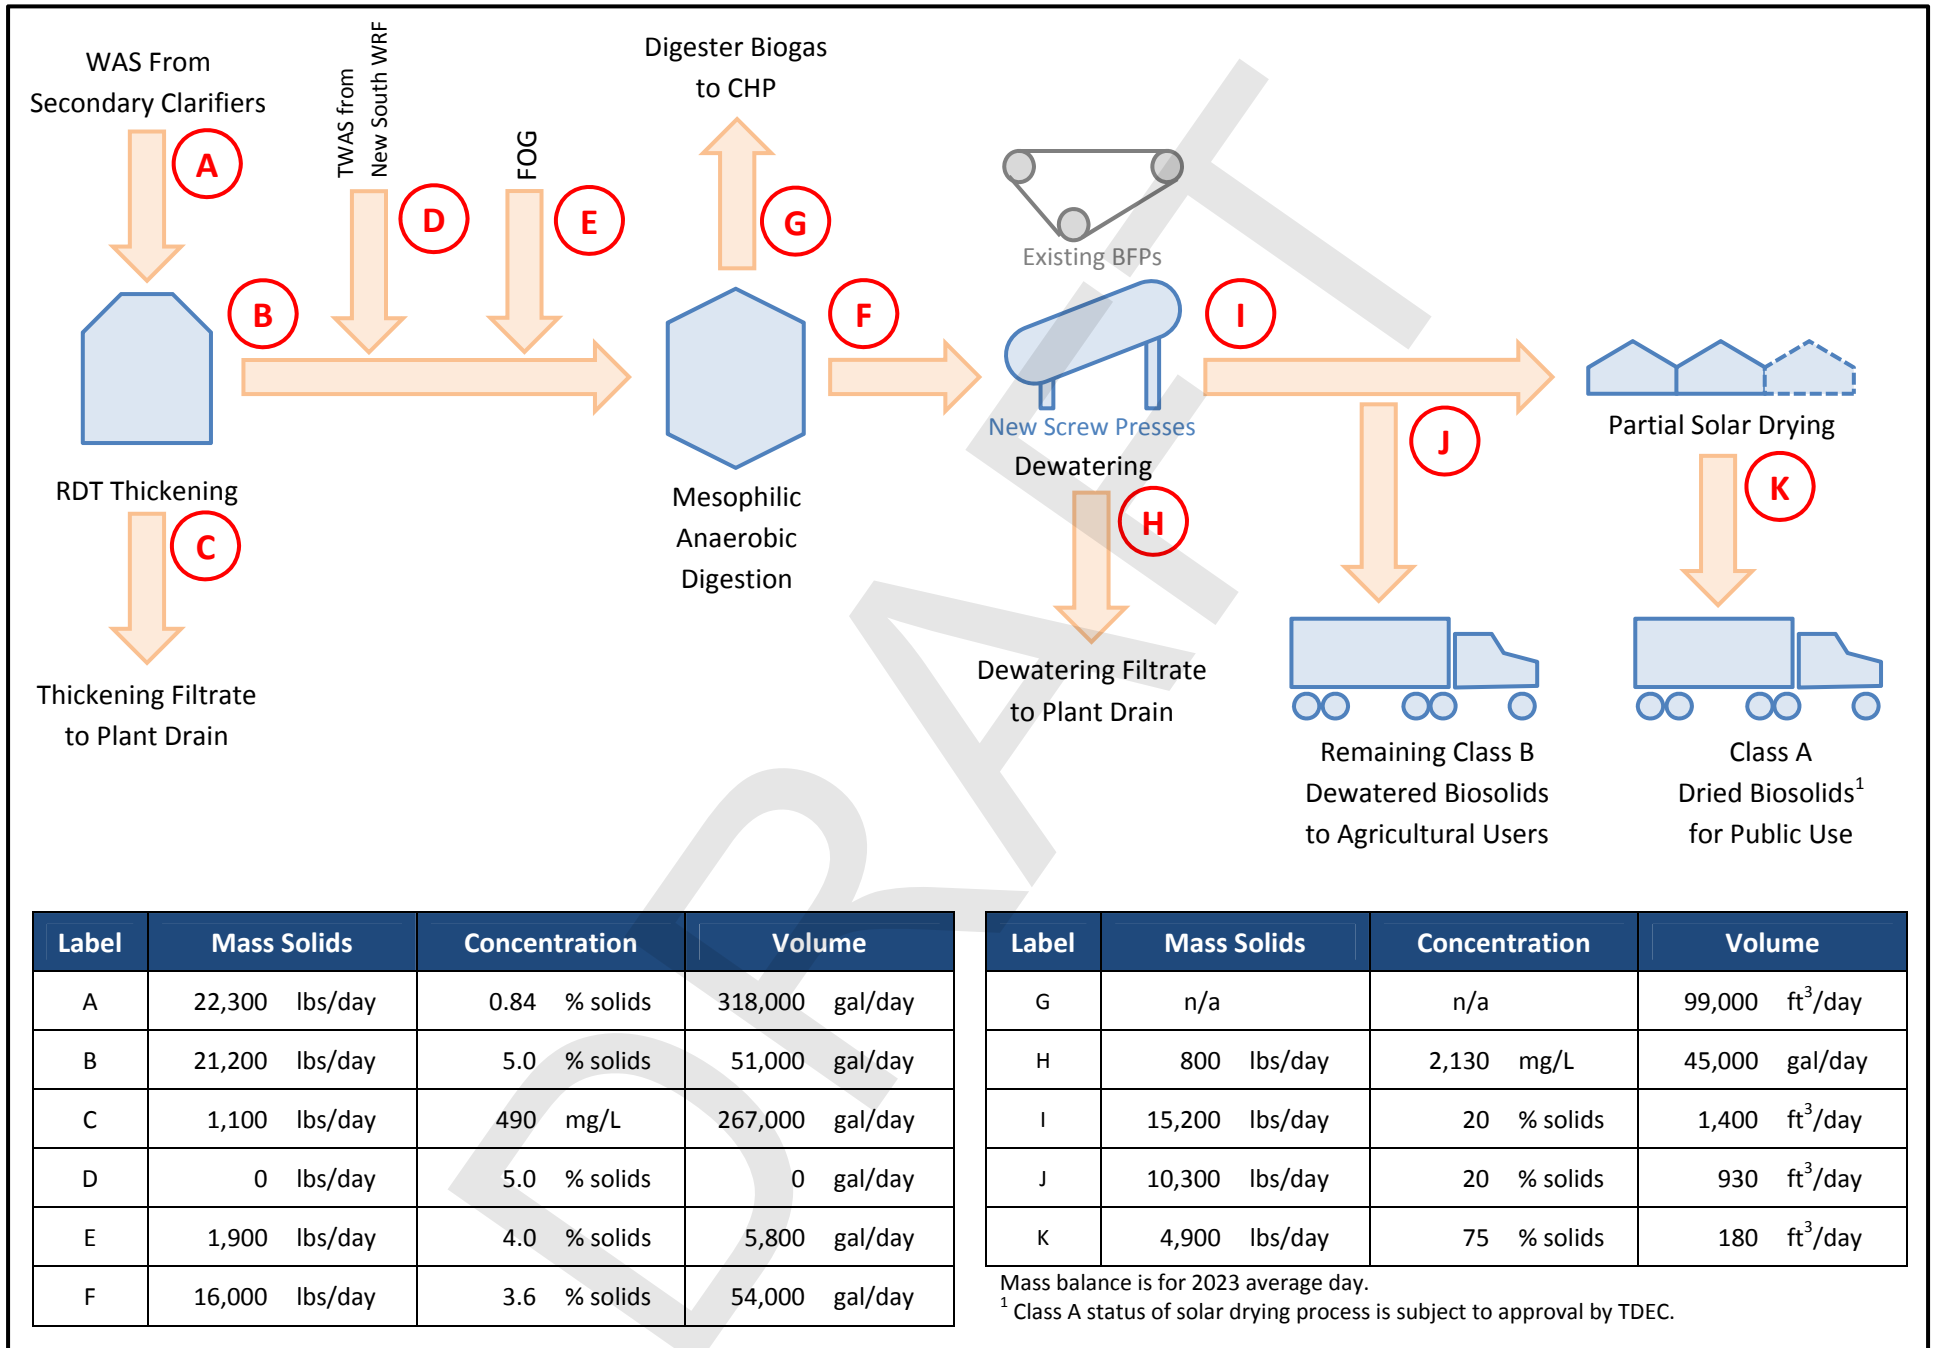 WAS From
Secondary Clarifiers
A
TWAS from
New South WRF
D
FOG
E
Digester Biogas
to CHP
G
Existing BFPs
B
F
I
New Screw Presses
Dewatering
H
J
Partial Solar Drying
K
RDT Thickening
C
Mesophilic
Anaerobic
Digestion
Thickening Filtrate
to Plant Drain
Dewatering Filtrate
to Plant Drain
Remaining Class B
Dewatered Biosolids
to Agricultural Users
Class A
Dried Biosolids¹
for Public Use
DRAFT
Label Mass Solids Concentration Volume
A 22,300 lbs/day 0.84 % solids 318,000 gal/day
B 21,200 lbs/day 5.0 % solids 51,000 gal/day
C 1,100 lbs/day 490 mg/L 267,000 gal/day
D 0 lbs/day 5.0 % solids 0 gal/day
E 1,900 lbs/day 4.0 % solids 5,800 gal/day
F 16,000 lbs/day 3.6 % solids 54,000 gal/day
Label Mass Solids Concentration Volume
G n/a n/a 99,000 ft³/day
H 800 lbs/day 2,130 mg/L 45,000 gal/day
I 15,200 lbs/day 20 % solids 1,400 ft³/day
J 10,300 lbs/day 20 % solids 930 ft³/day
K 4,900 lbs/day 75 % solids 180 ft³/day
Mass balance is for 2023 average day.
¹ Class A status of solar drying process is subject to approval by TDEC.